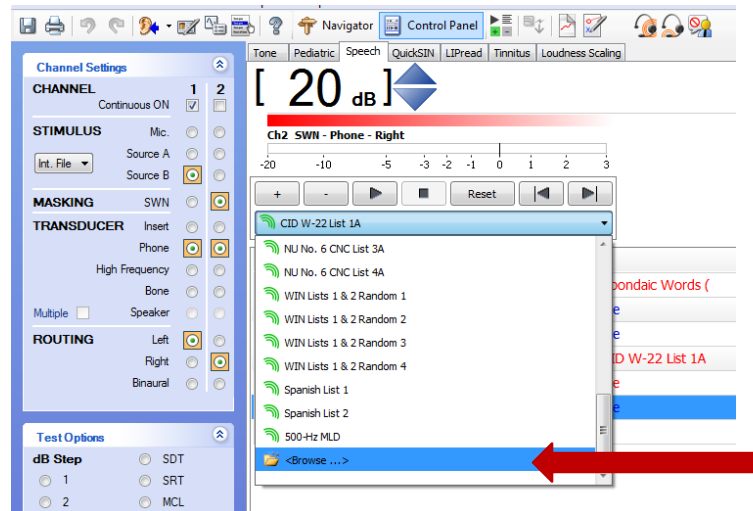 Navigator Control Panel
Tone Pediatric Speech QuickSIN LIPread Tinnitus Loudness Scaling
Channel Settings
CHANNEL 1 2
Continuous ON
STIMULUS Mic.
Int. File Source A
Source B
MASKING SWN
TRANSDUCER Insert
Phone
High Frequency
Bone
Multiple Speaker
ROUTING Left
Right
Binaural
Test Options
dB Step SDT
1 SRT
2 MCL
[ 20 dB ]
Ch2 SWN - Phone - Right
-20 -10 -5 -3 -2 -1 0 1 2 3
+ - Reset
CID W-22 List 1A
NU No. 6 CNC List 3A
NU No. 6 CNC List 4A
WIN Lists 1 & 2 Random 1
WIN Lists 1 & 2 Random 2
WIN Lists 1 & 2 Random 3
WIN Lists 1 & 2 Random 4
Spanish List 1
Spanish List 2
500-Hz MLD
<Browse ...>
Words (
W-22 List 1A